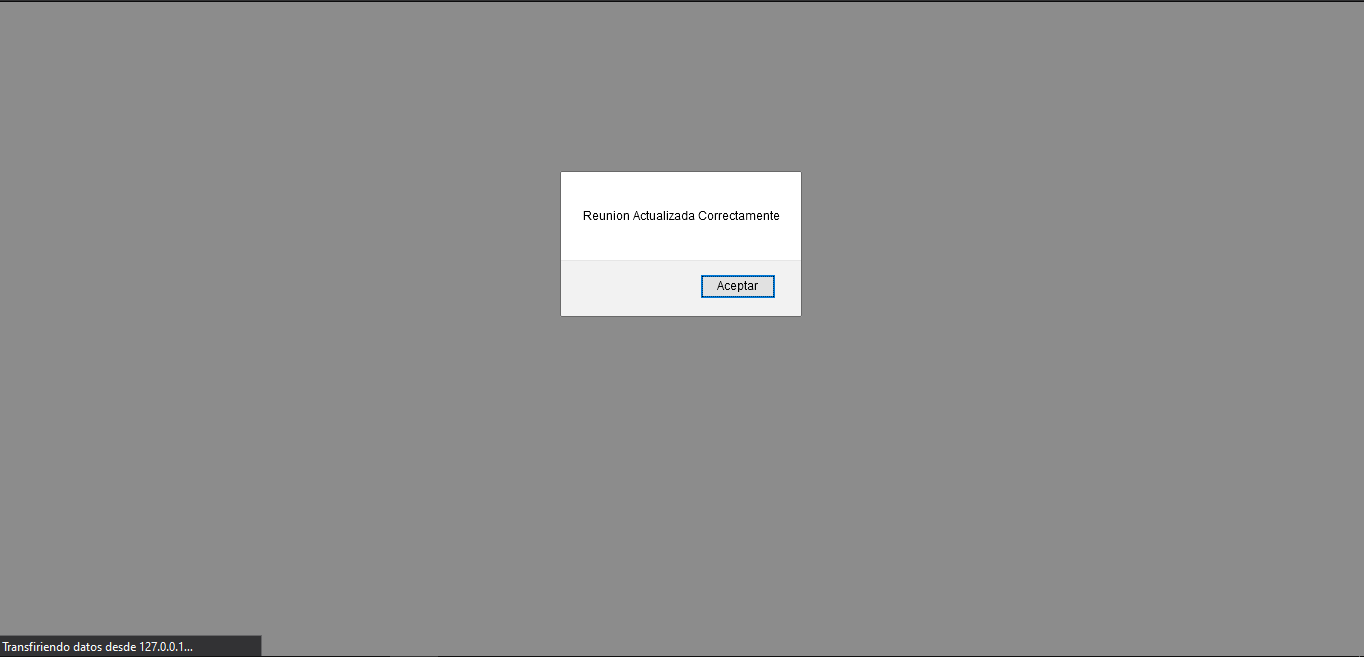 Reunion Actualizada Correctamente
Aceptar
Transfiriendo datos desde 127.0.0.1...